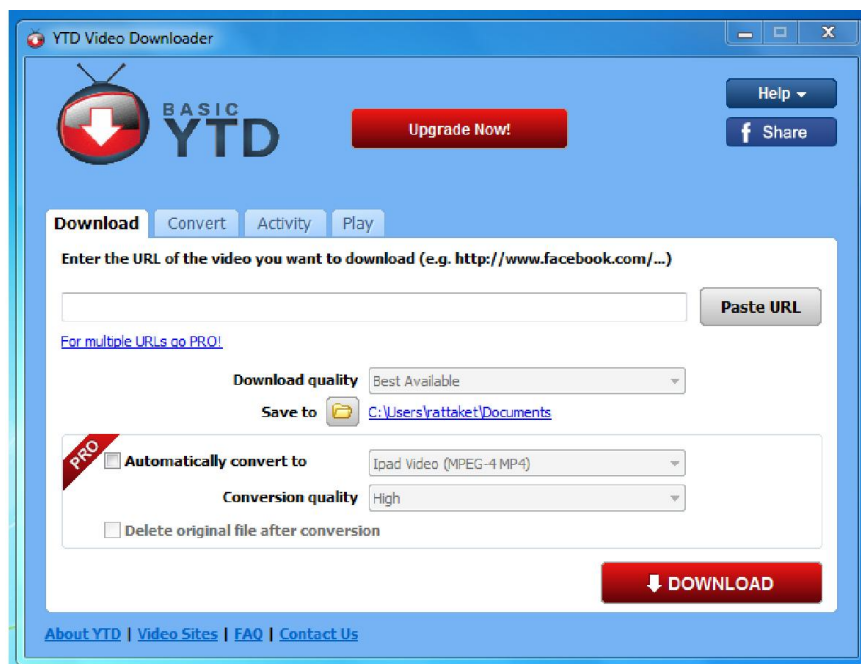 YTD Video Downloader
BASIC
YTD
Upgrade Now!
Help
f Share
Download Convert Activity Play
Enter the URL of the video you want to download (e.g. http://www.facebook.com/...)
Paste URL
For multiple URLs go PRO!
Download quality Best Available
Save to C:\Users\rattaket\Documents
PRO
Automatically convert to Ipad Video (MPEG-4 MP4)
Conversion quality High
Delete original file after conversion
DOWNLOAD
About YTD | Video Sites | FAQ | Contact Us